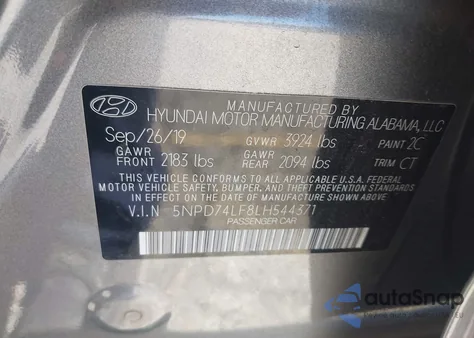 MANUFACTURED BY
HYUNDAI MOTOR MANUFACTURING ALABAMA, LLC
Sep/26/19 GVWR 3924 lbs PAINT 2C
GAWR FRONT 2183 lbs GAWR REAR 2094 lbs TRIM CT
THIS VEHICLE CONFORMS TO ALL APPLICABLE FEDERAL
MOTOR VEHICLE SAFETY, BUMPER, AND THEFT PREVENTION
STANDARDS IN EFFECT ON THE DATE OF MANUFACTURE SHOWN ABOVE.
V.I.N 5NPD74LF8LH544371
PASSENGER CAR
autoSnap